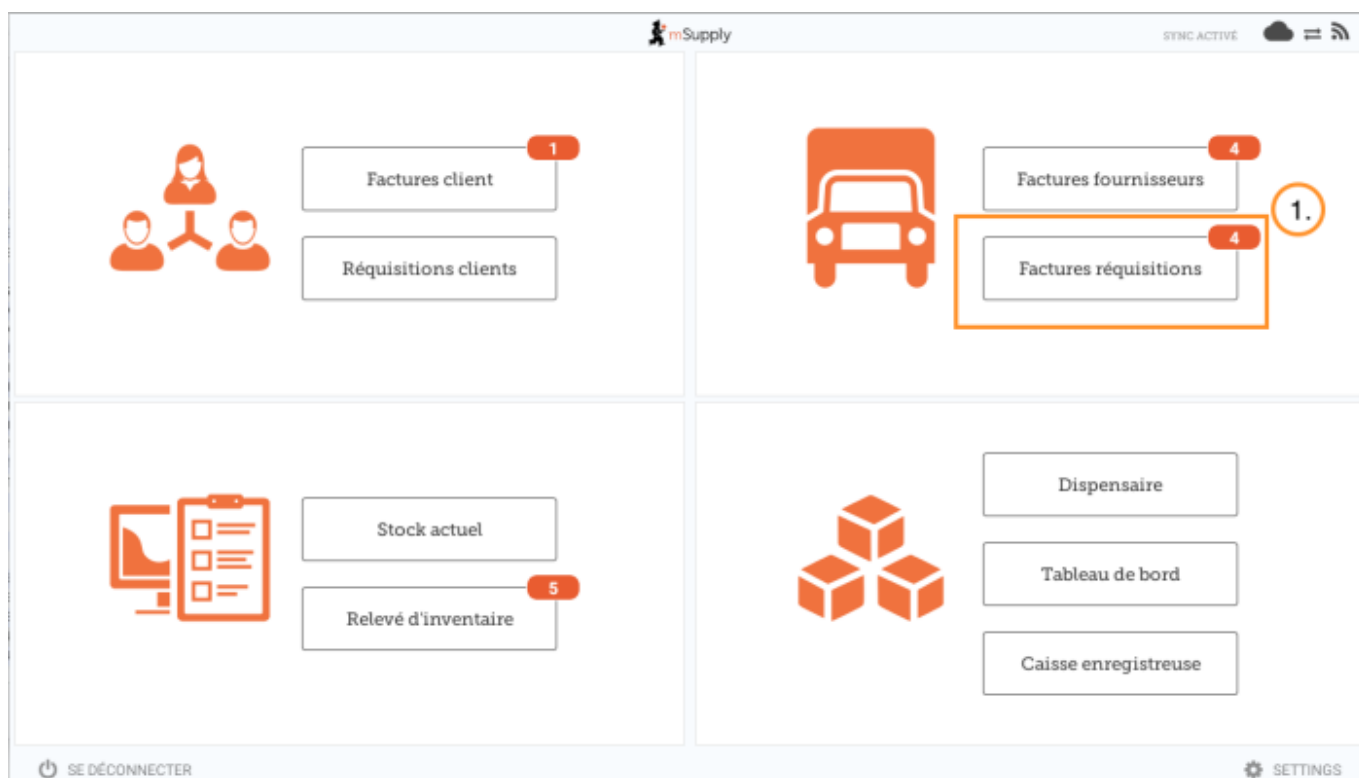 mSupply
SYNC ACTIVÉ
1
Factures client
Réquisitions clients
4
Factures fournisseurs
1.
4
Factures réquisitions
Stock actuel
5
Relevé d'inventaire
Dispensaire
Tableau de bord
Caisse enregistreuse
SE DÉCONNECTER
SETTINGS